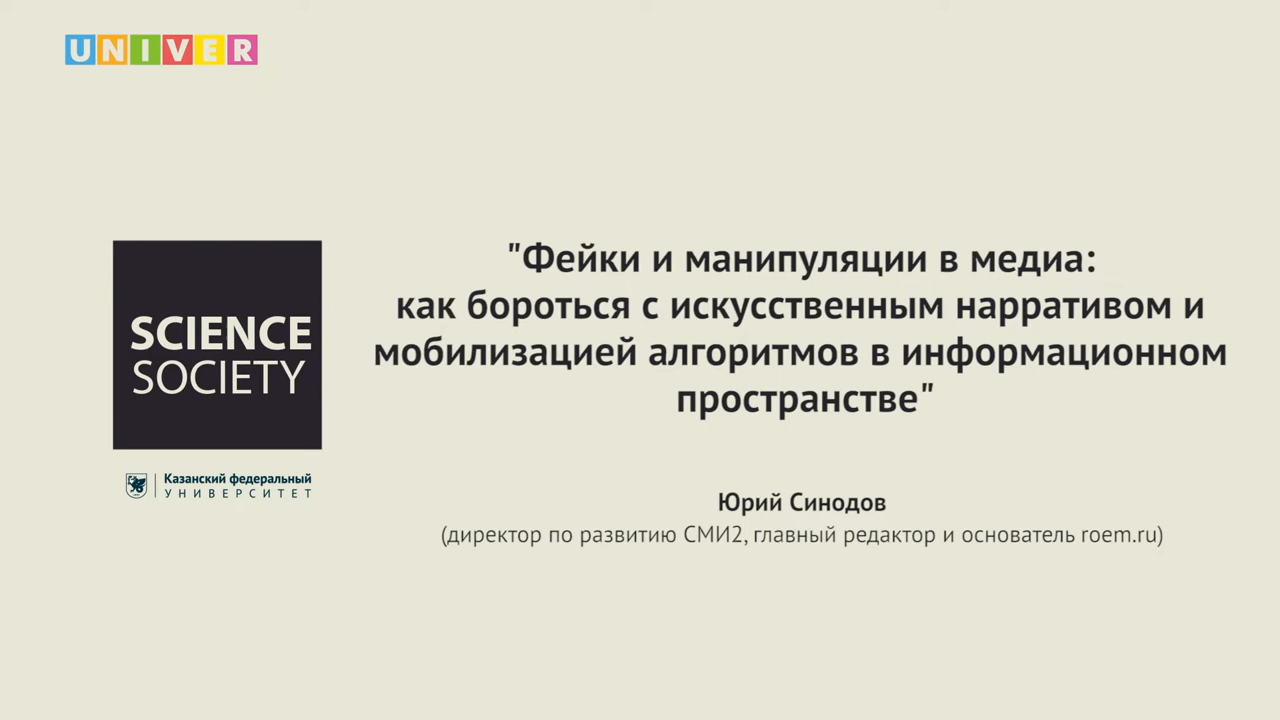 UNIVER
"Фейки и манипуляции в медиа:
как бороться с искусственным нарративом и
мобилизацией алгоритмов в информационном
пространстве"
SCIENCE
SOCIETY
Казанский федеральный
УНИВЕРСИТЕТ
Юрий Синодов
(директор по развитию СМИ2, главный редактор и основатель roem.ru)